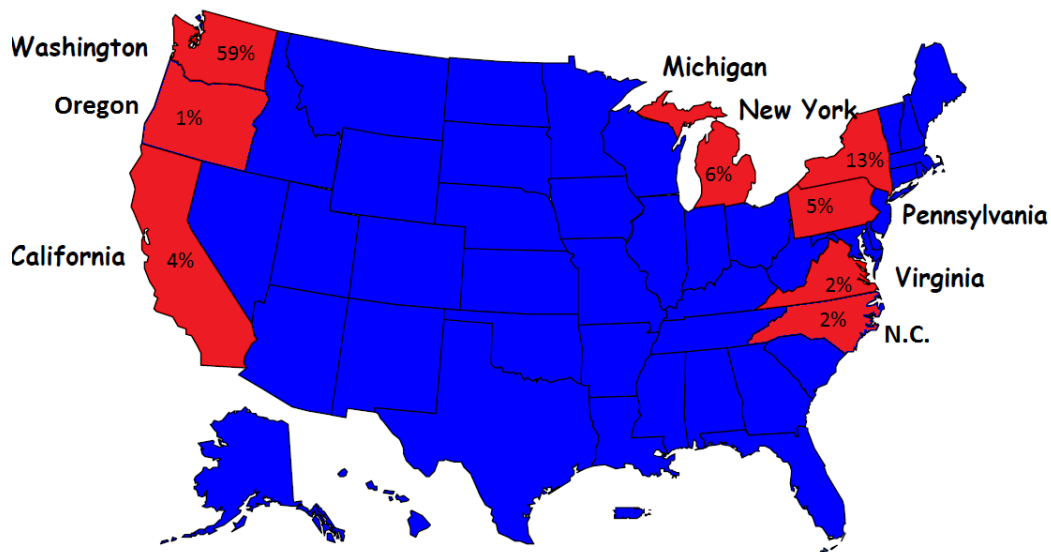 Washington
59%
Michigan
Oregon
1%
New York
13%
6%
5%
Pennsylvania
California
4%
Virginia
2%
2%
N.C.